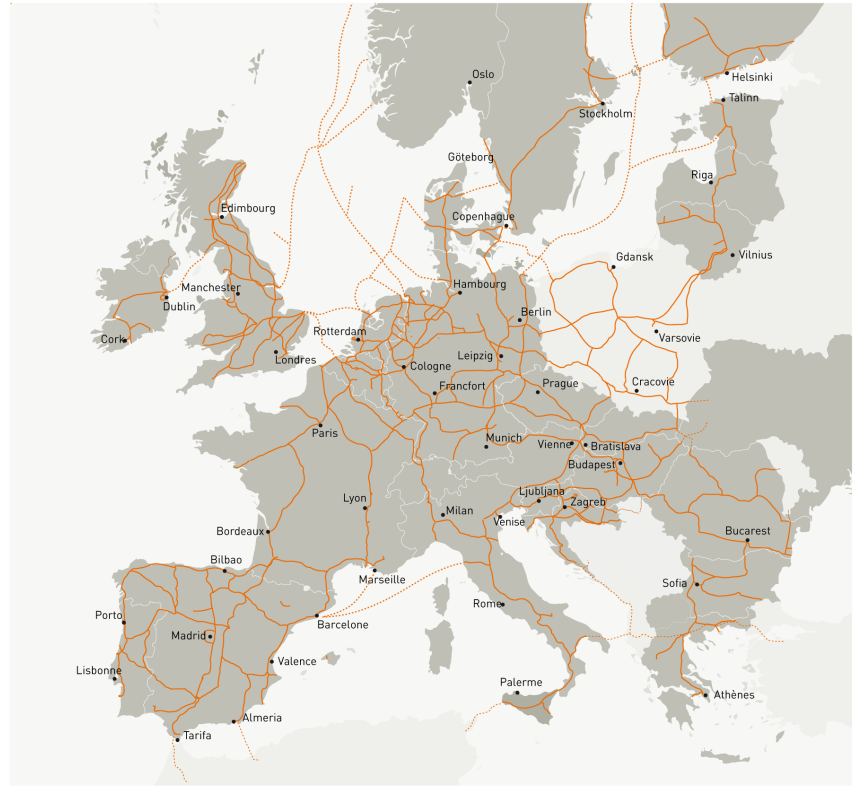 Oslo
Helsinki
Talinn
Stockholm
Göteborg
Riga
Edimbourg
Copenhague
Vilnius
Gdansk
Manchester
Hambourg
Dublin
Berlin
Rotterdam
Varsovie
Cork
Londres
Leipzig
Cologne
Francfort
Prague
Cracovie
Paris
Munich
Vienne
Bratislava
Budapest
Lyon
Ljubljana
Zagreb
Milan
Venise
Bordeaux
Bucarest
Bilbao
Marseille
Sofia
Rome
Porto
Barcelone
Madrid
Valence
Lisbonne
Palerme
Athènes
Almeria
Tarifa